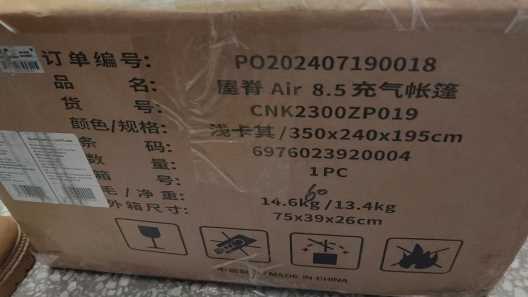 订单编号: PO202407190018
品 名: 屋脊 Air 8.5 充气帐篷
货 号: CNK2300ZP019
颜色/规格: 浅卡其/350x240x195cm
条 码: 6976023920004
数 量: 1PC
箱 号: 60
毛/净重: 14.6kg/13.4kg
外箱尺寸: 75x39x26cm
MADE IN CHINA